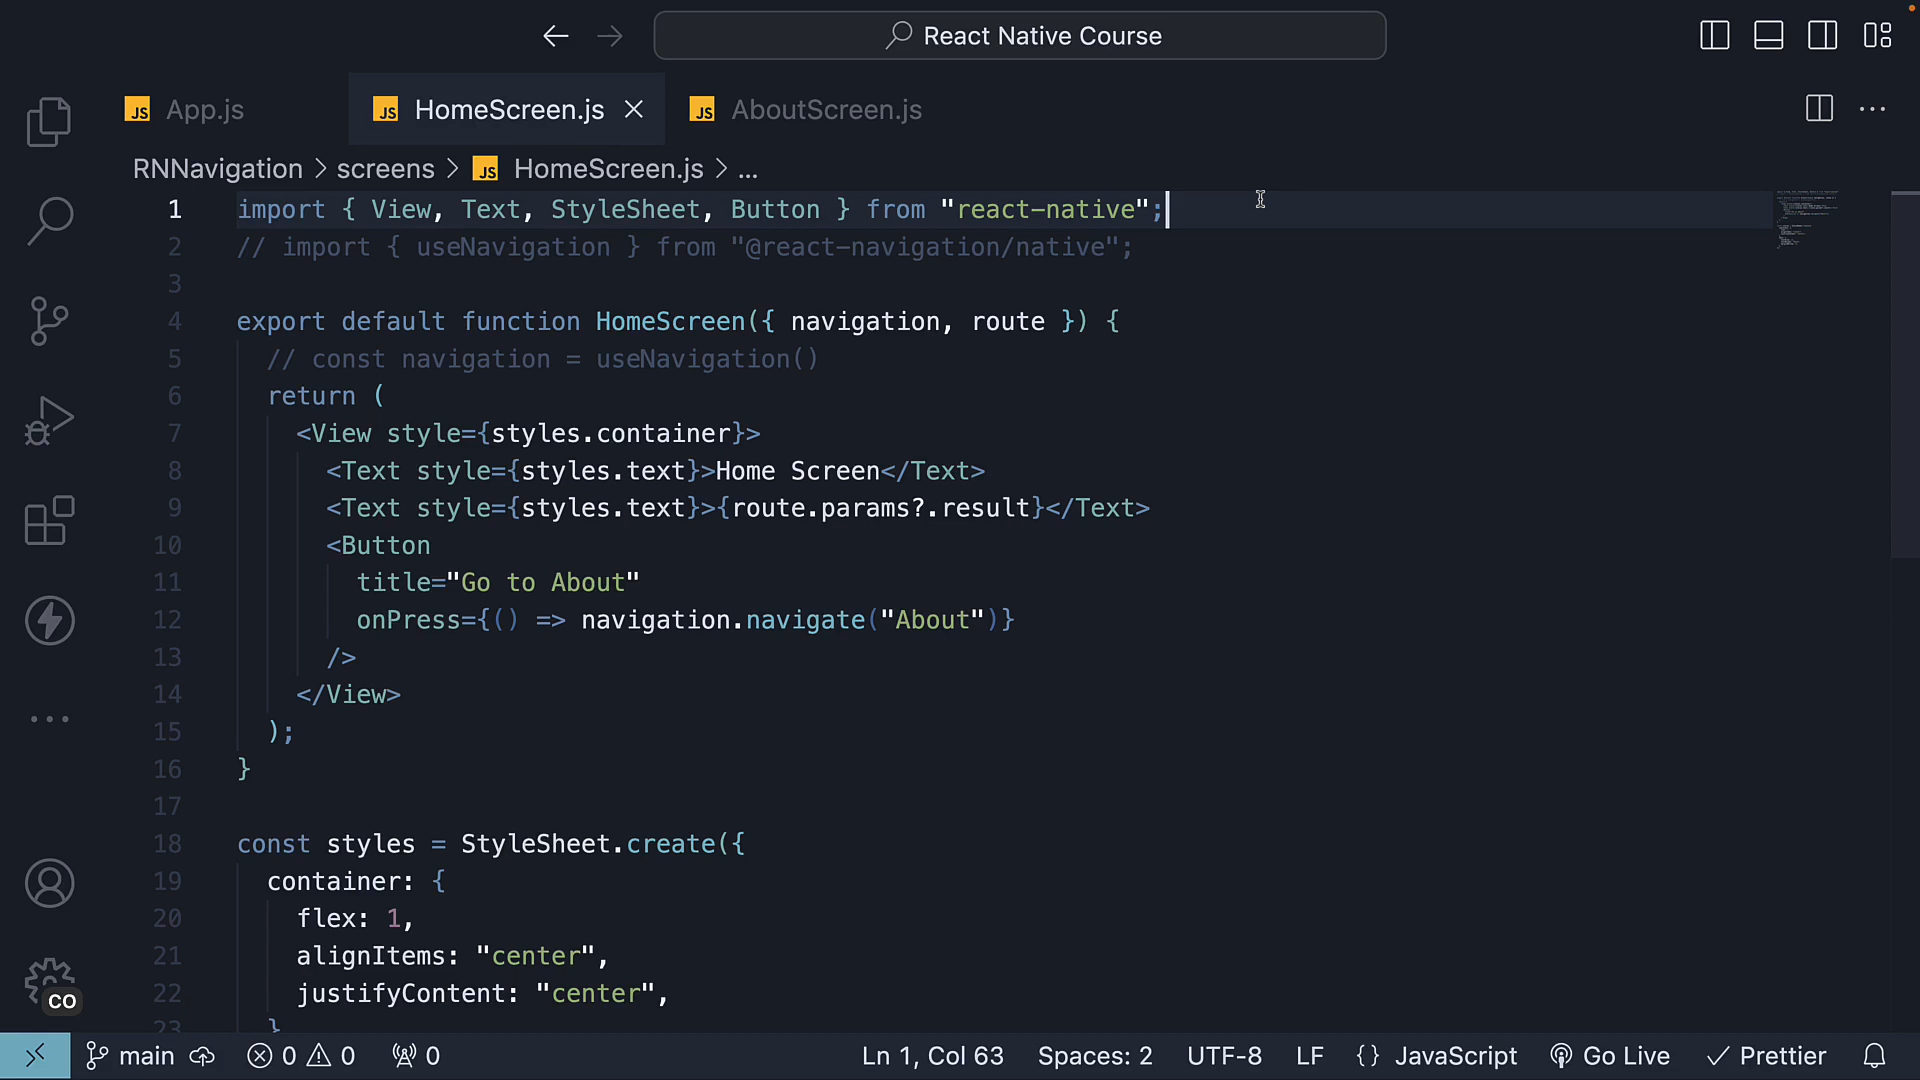 React Native Course
JS App.js
JS HomeScreen.js
JS AboutScreen.js
RNNavigation > screens > JS HomeScreen.js > ...
1 import { View, Text, StyleSheet, Button } from "react-native";
2 // import { useNavigation } from "@react-navigation/native";
3
4 export default function HomeScreen({ navigation, route }) {
5   // const navigation = useNavigation()
6   return (
7     <View style={styles.container}>
8       <Text style={styles.text}>Home Screen</Text>
9       <Text style={styles.text}>{route.params?.result}</Text>
10       <Button
11         title="Go to About"
12         onPress={() => navigation.navigate("About")}
13       />
14     </View>
15   );
16 }
17
18 const styles = StyleSheet.create({
19   container: {
20     flex: 1,
21     alignItems: "center",
22     justifyContent: "center",
23   }
CO
main 0 0 0 Ln 1, Col 63 Spaces: 2 UTF-8 LF {} JavaScript Go Live Prettier